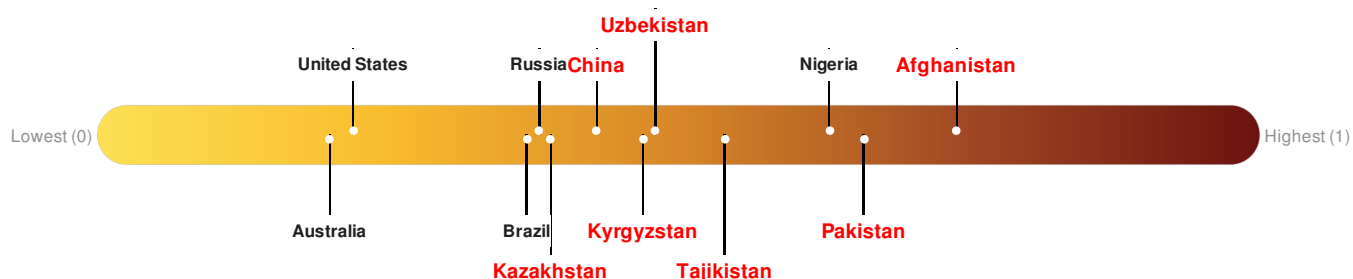 Uzbekistan
United States
Russia
China
Nigeria
Afghanistan
Lowest (0)
Highest (1)
Australia
Brazil
Kyrgyzstan
Pakistan
Kazakhstan
Tajikistan